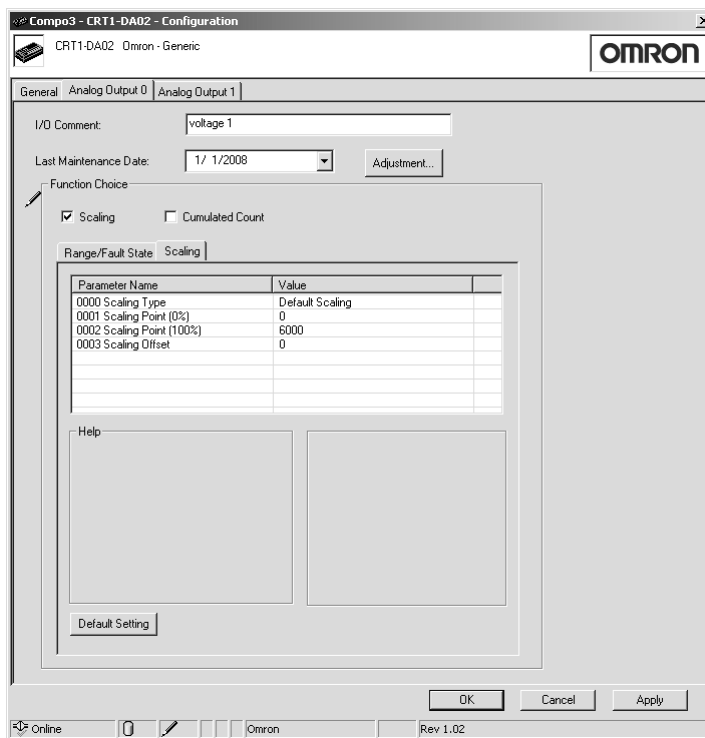 Compo3 - CRT1-DA02 - Configuration
CRT1-DA02 Omron - Generic
OMRON
General Analog Output 0 Analog Output 1
I/O Comment: voltage 1
Last Maintenance Date: 1/ 1/2008 Adjustment...
Function Choice
Scaling Cumulated Count
Range/Fault State Scaling
Parameter Name Value
0000 Scaling Type Default Scaling
0001 Scaling Point (0%) 0
0002 Scaling Point (100%) 6000
0003 Scaling Offset 0
Help
Default Setting
OK Cancel Apply
Online Omron Rev 1.02